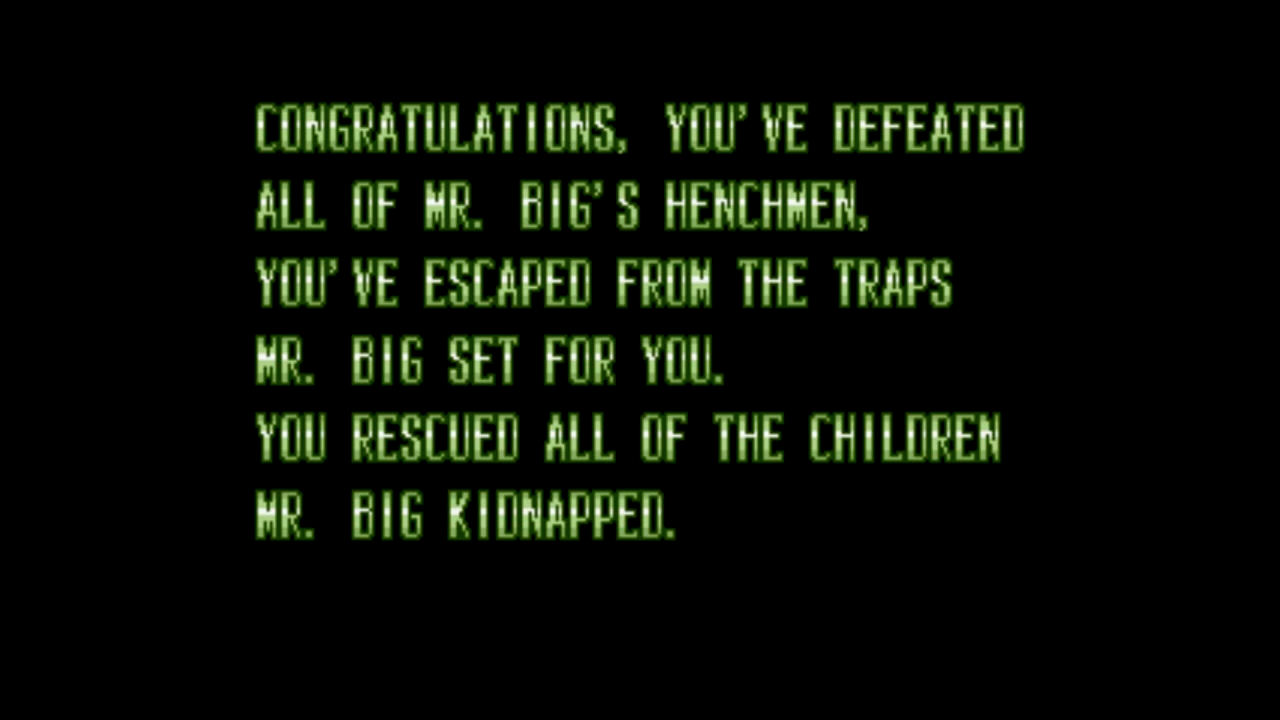 CONGRATULATIONS, YOU'VE DEFEATED
ALL OF MR. BIG'S HENCHMEN,
YOU'VE ESCAPED FROM THE TRAPS
MR. BIG SET FOR YOU.
YOU RESCUED ALL OF THE CHILDREN
MR. BIG KIDNAPPED.